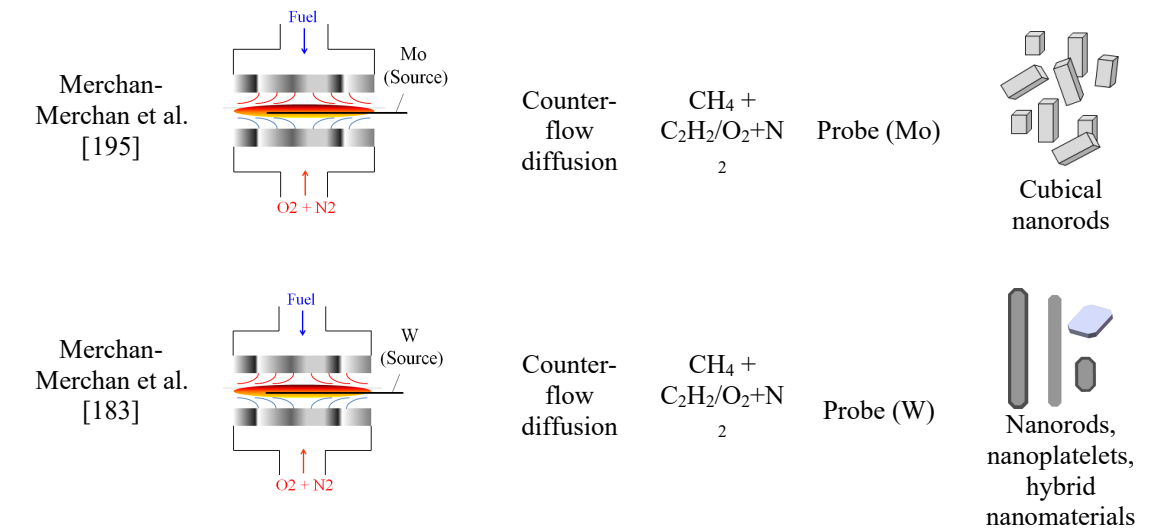 Fuel
Mo
(Source)
O2 + N2
Merchan-
Merchan et al.
[195]
Counter-
flow
diffusion
CH₄ +
C₂H₂/O₂+N
₂
Probe (Mo)
Cubical
nanorods
Fuel
W
(Source)
O2 + N2
Merchan-
Merchan et al.
[183]
Counter-
flow
diffusion
CH₄ +
C₂H₂/O₂+N
₂
Probe (W)
Nanorods,
nanoplatelets,
hybrid
nanomaterials